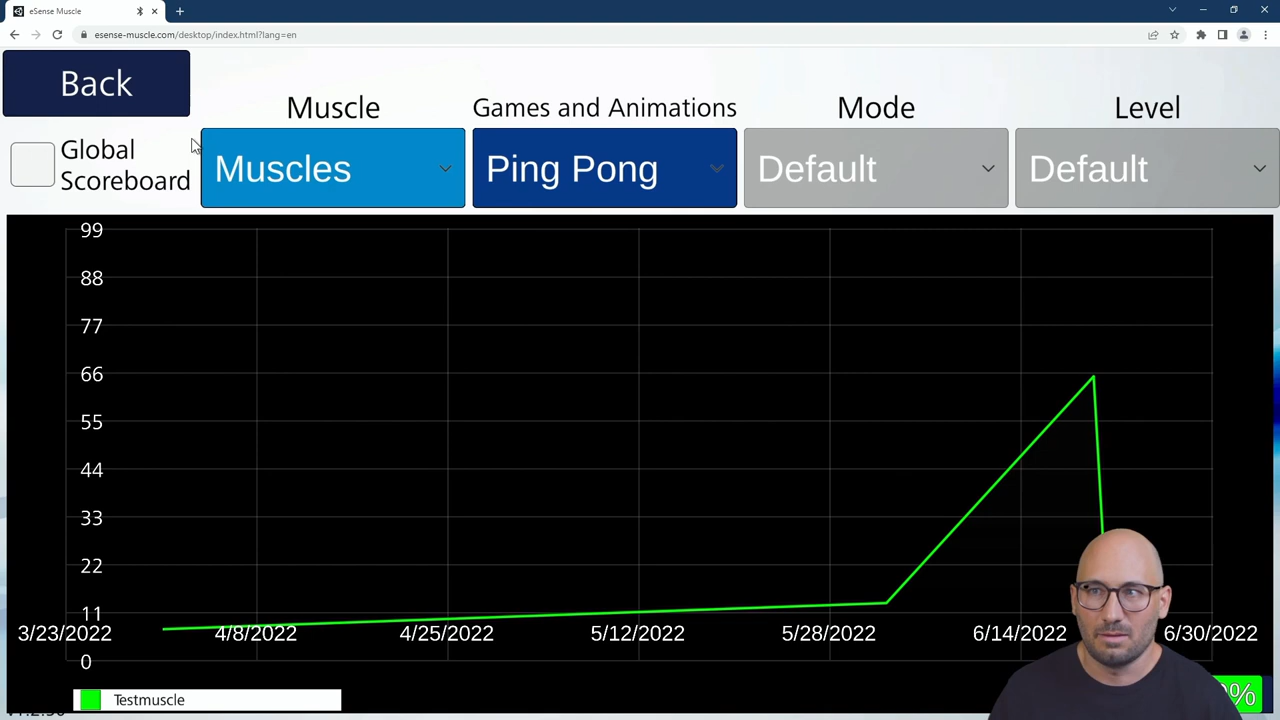 eSense Muscle
esense-muscle.com/desktop/index.html?lang=en
Back
Muscle
Games and Animations
Mode
Level
Global
Scoreboard
Muscles
Ping Pong
Default
Default
99
88
77
66
55
44
33
22
11
3/23/2022
4/8/2022
4/25/2022
5/12/2022
5/28/2022
6/14/2022
6/30/2022
0
Testmuscle
%